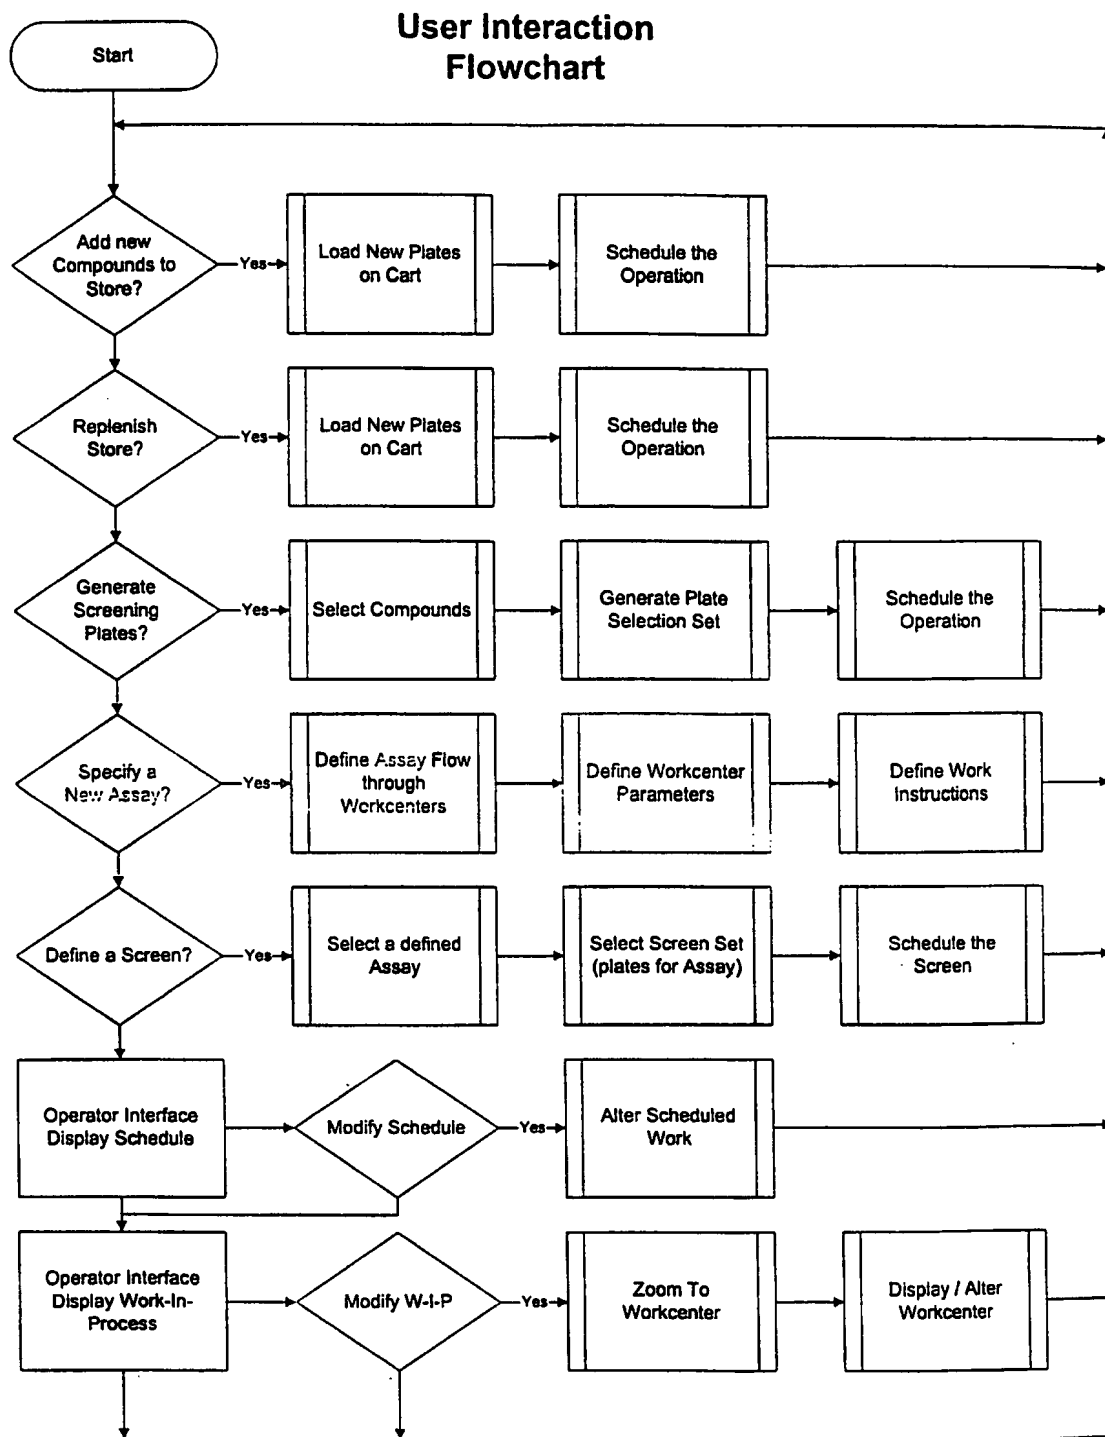 User Interaction
Flowchart
Start
Add new
Compounds to
Store?
Yes
Load New Plates
on Cart
Schedule the
Operation
Replenish
Store?
Yes
Load New Plates
on Cart
Schedule the
Operation
Generate
Screening
Plates?
Yes
Select Compounds
Generate Plate
Selection Set
Schedule the
Operation
Specify a
New Assay?
Yes
Define Assay Flow
through
Workcenters
Define Workcenter
Parameters
Define Work
Instructions
Define a Screen?
Yes
Select a defined
Assay
Select Screen Set
(plates for Assay)
Schedule the
Screen
Operator Interface
Display Schedule
Modify Schedule
Yes
Alter Scheduled
Work
Operator Interface
Display Work-In-
Process
Modify W-I-P
Yes
Zoom To
Workcenter
Display / Alter
Workcenter